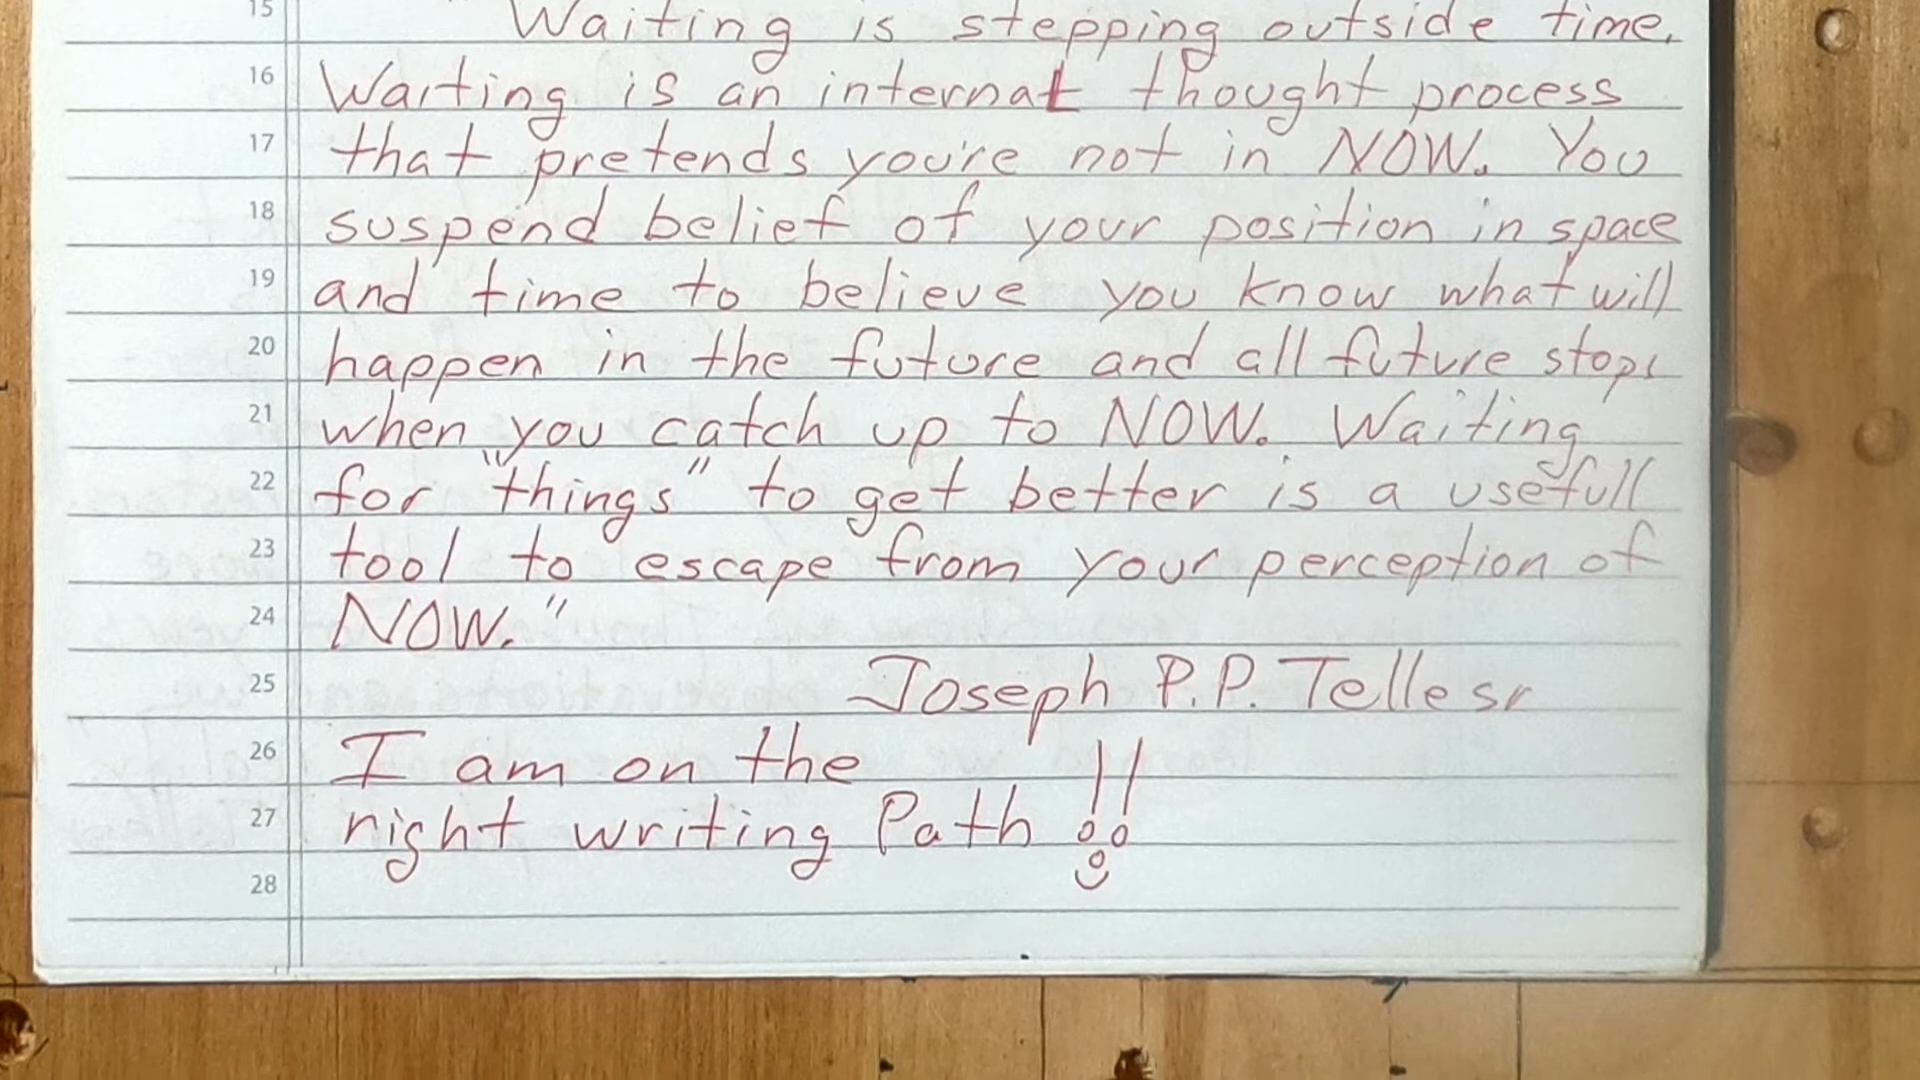 15 " Waiting is stepping outside time.
16 Waiting is an internal thought process
17 that pretends you're not in NOW. You
18 suspend belief of your position in space
19 and time to believe you know what will
20 happen in the future and all future stops
21 when you catch up to NOW. Waiting
22 for "things" to get better is a usefull
23 tool to escape from your perception of
24 NOW."
25 Joseph P.P. Tellesr
26 I am on the !!
27 right writing Path
28